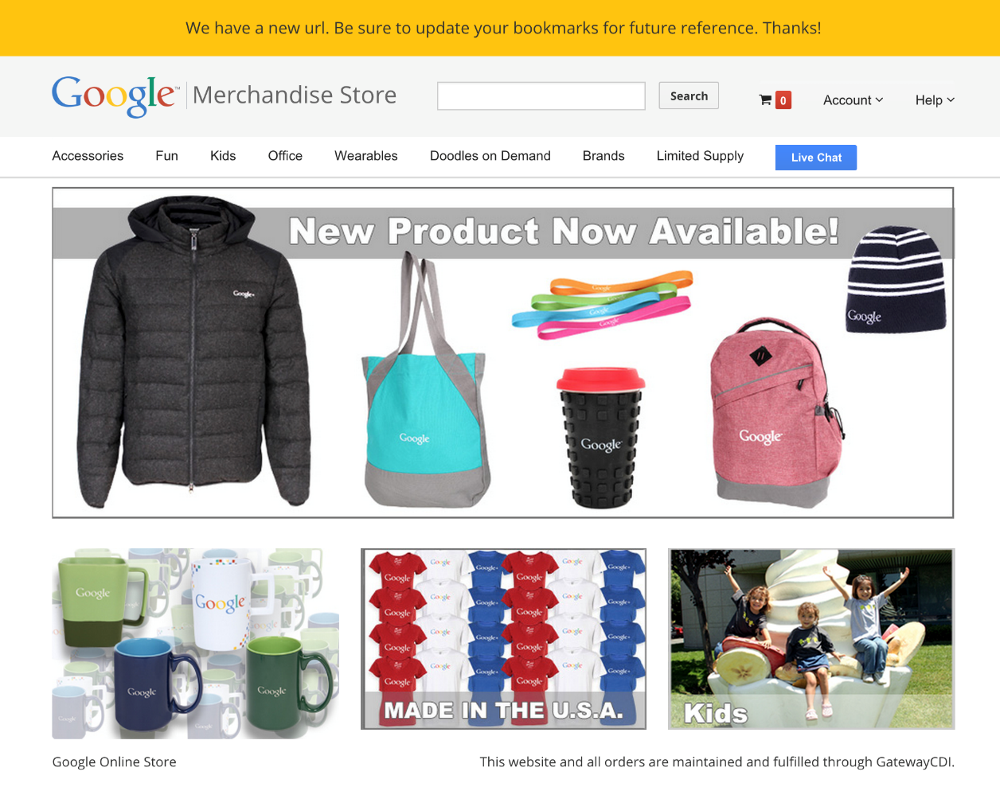 We have a new url. Be sure to update your bookmarks for future reference. Thanks!
Google™ Merchandise Store
Search
0
Account
Help
Accessories
Fun
Kids
Office
Wearables
Doodles on Demand
Brands
Limited Supply
Live Chat
New Product Now Available!
Google+
Google
Google
Google
Google
Google
Google
Google
Google
Google
Google
Google
MADE IN THE U.S.A.
Kids
Google Online Store
This website and all orders are maintained and fulfilled through GatewayCDI.